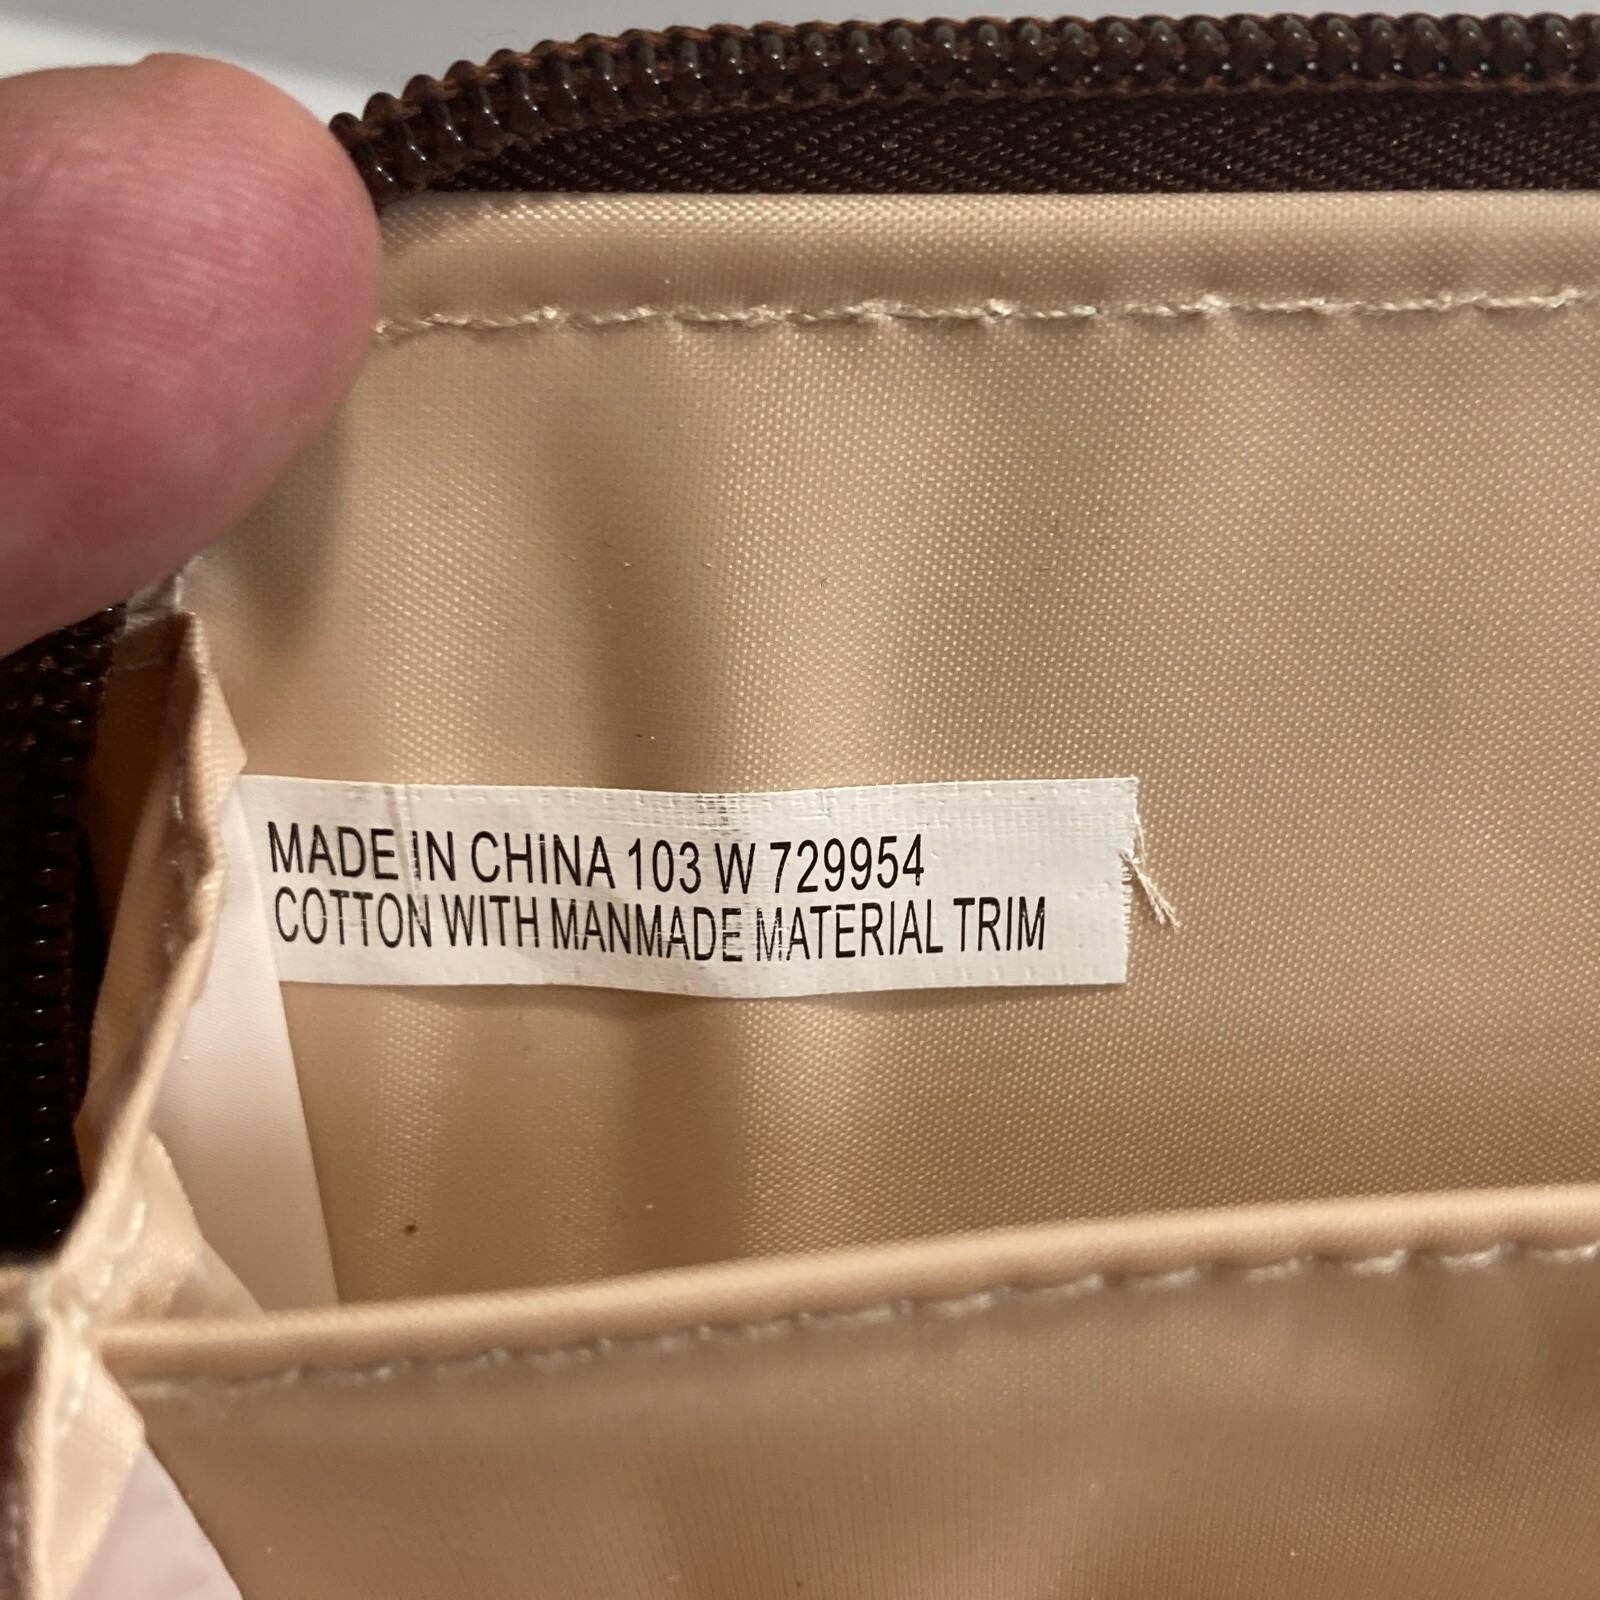 MADE IN CHINA 103 W 729954
COTTON WITH MANMADE MATERIAL TRIM